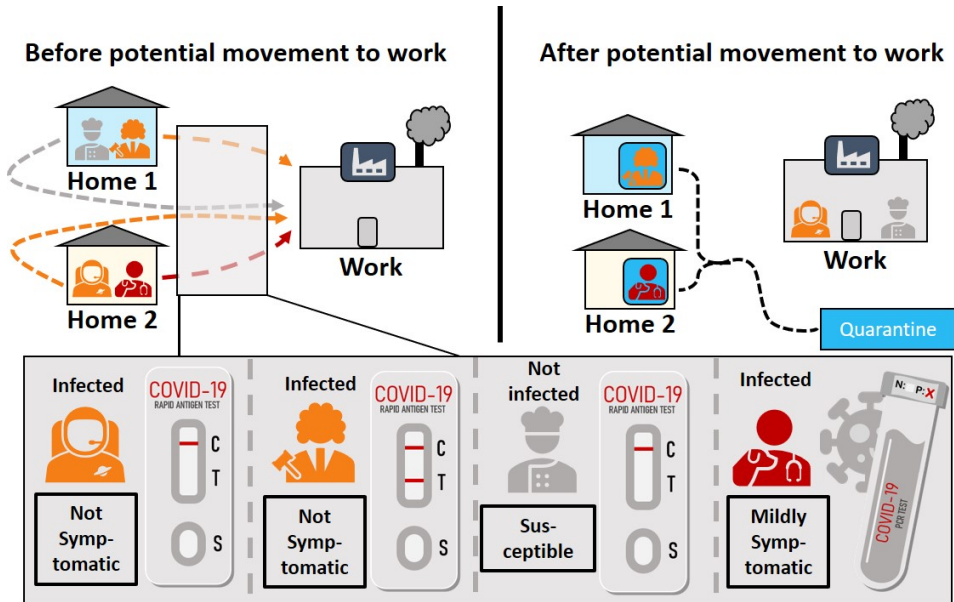 Before potential movement to work
After potential movement to work
Home 1
Home 2
Work
Home 1
Home 2
Work
Quarantine
Infected
Not
Symp-
tomatic
COVID-19
RAPID ANTIGEN TEST
C
T
S
Infected
Not
Symp-
tomatic
COVID-19
RAPID ANTIGEN TEST
C
T
S
Not
infected
Sus-
ceptible
COVID-19
RAPID ANTIGEN TEST
C
T
S
Infected
Mildly
Symp-
tomatic
N: P:X
COVID-19
PCR TEST